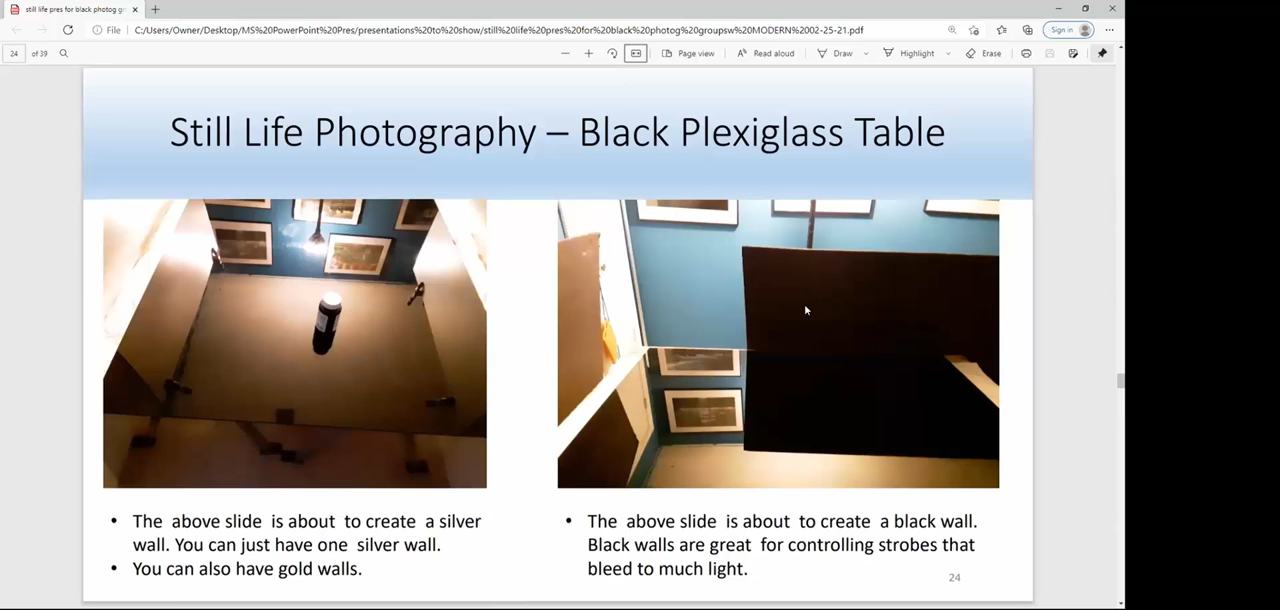 still life pres for black photog g
File
C:/Users/Owner/Desktop/MS%20PowerPoint%20Pres/presentations%20to%20show/still%20life%20pres%20for%20black%20photog%20groupsw%20MODERN%2002-25-21.pdf
Sign in
24 of 39
Page view
Read aloud
Draw
Highlight
Erase
Still Life Photography – Black Plexiglass Table
• The above slide is about to create a silver
wall. You can just have one silver wall.
• You can also have gold walls.
• The above slide is about to create a black wall.
Black walls are great for controlling strobes that
bleed to much light.
24